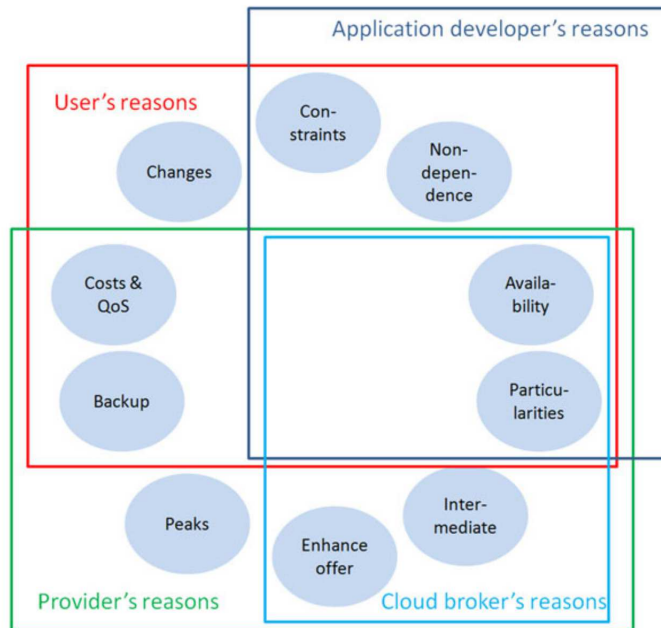 Application developer's reasons
User's reasons
Con-
straints
Changes
Non-
depen-
dence
Costs &
QoS
Availa-
bility
Backup
Particu-
larities
Peaks
Inter-
mediate
Enhance
offer
Provider's reasons
Cloud broker's reasons